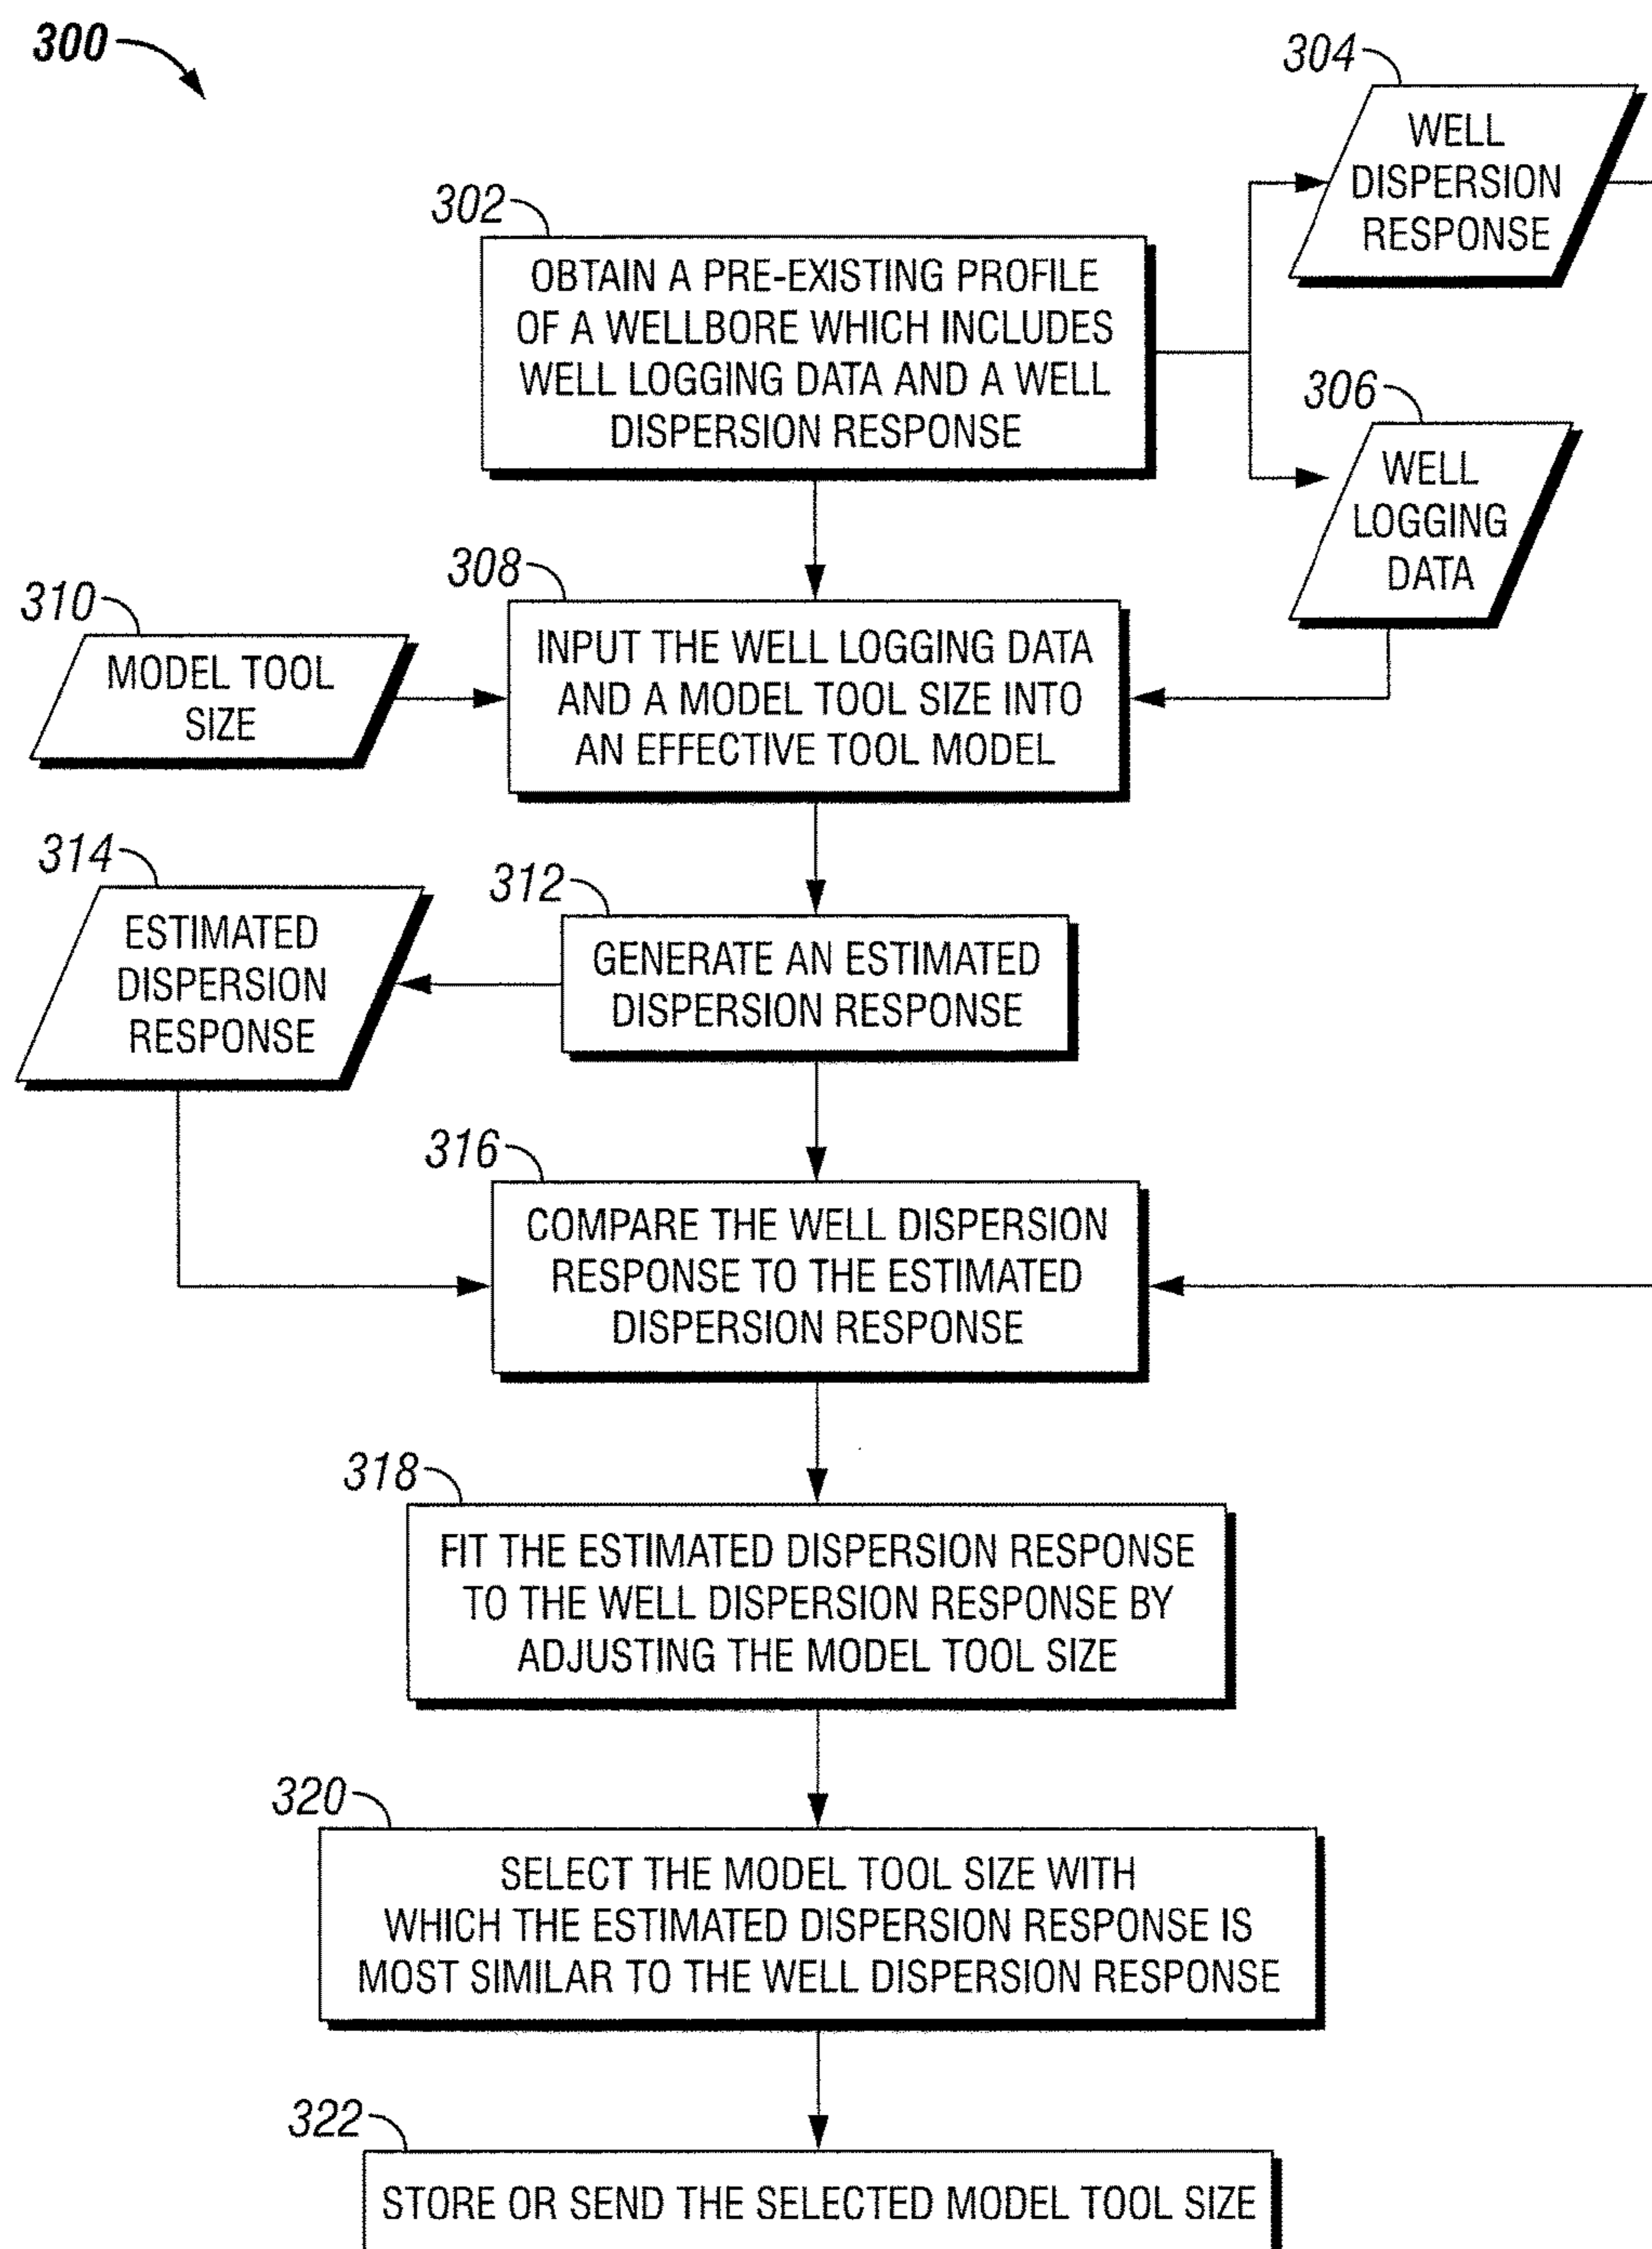 300
304
WELL
DISPERSION
RESPONSE
302
OBTAIN A PRE-EXISTING PROFILE
OF A WELLBORE WHICH INCLUDES
WELL LOGGING DATA AND A WELL
DISPERSION RESPONSE
306
WELL
LOGGING
DATA
308
INPUT THE WELL LOGGING DATA
AND A MODEL TOOL SIZE INTO
AN EFFECTIVE TOOL MODEL
310
MODEL TOOL
SIZE
312
GENERATE AN ESTIMATED
DISPERSION RESPONSE
314
ESTIMATED
DISPERSION
RESPONSE
316
COMPARE THE WELL DISPERSION
RESPONSE TO THE ESTIMATED
DISPERSION RESPONSE
318
FIT THE ESTIMATED DISPERSION RESPONSE
TO THE WELL DISPERSION RESPONSE BY
ADJUSTING THE MODEL TOOL SIZE
320
SELECT THE MODEL TOOL SIZE WITH
WHICH THE ESTIMATED DISPERSION RESPONSE IS
MOST SIMILAR TO THE WELL DISPERSION RESPONSE
322
STORE OR SEND THE SELECTED MODEL TOOL SIZE